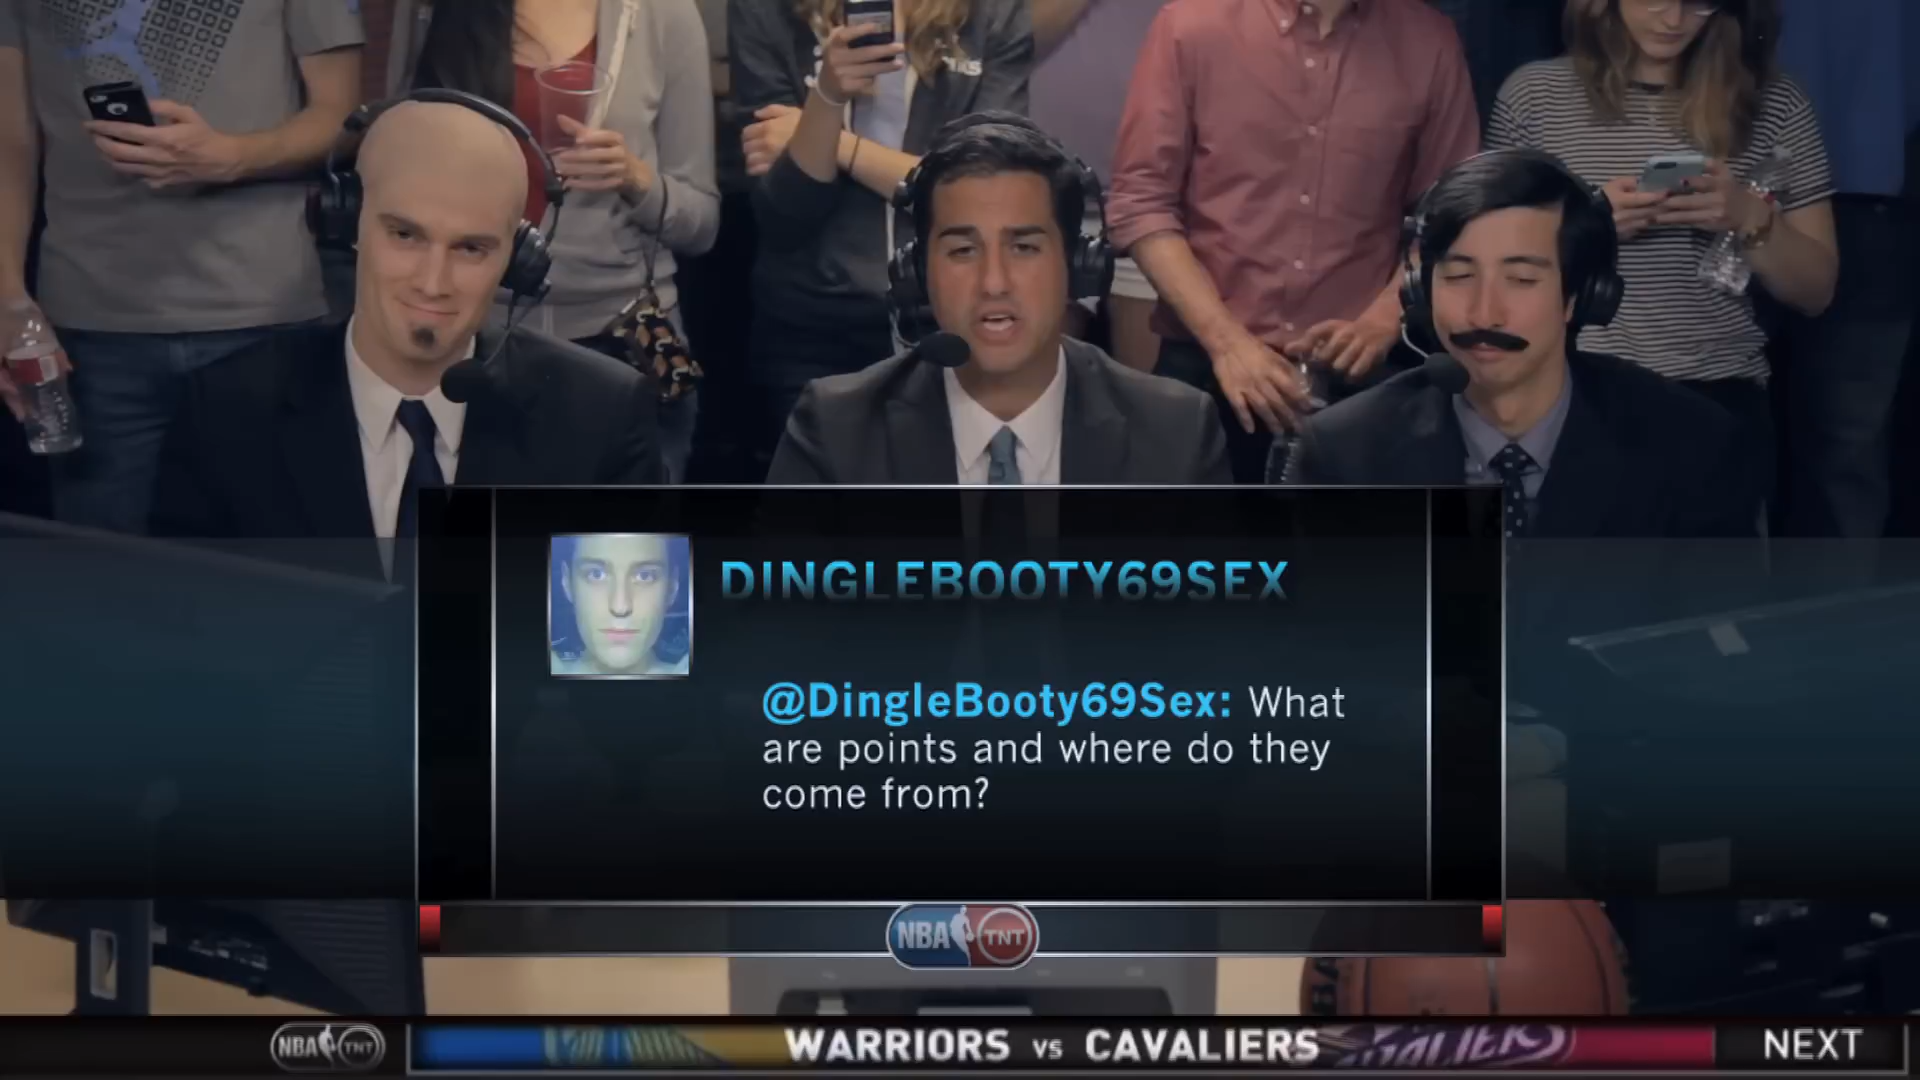 DINGLEBOOTY69SEX
@DingleBooty69Sex: What
are points and where do they
come from?
NBA TNT
NBA TNT WARRIORS vs CAVALIERS NEXT